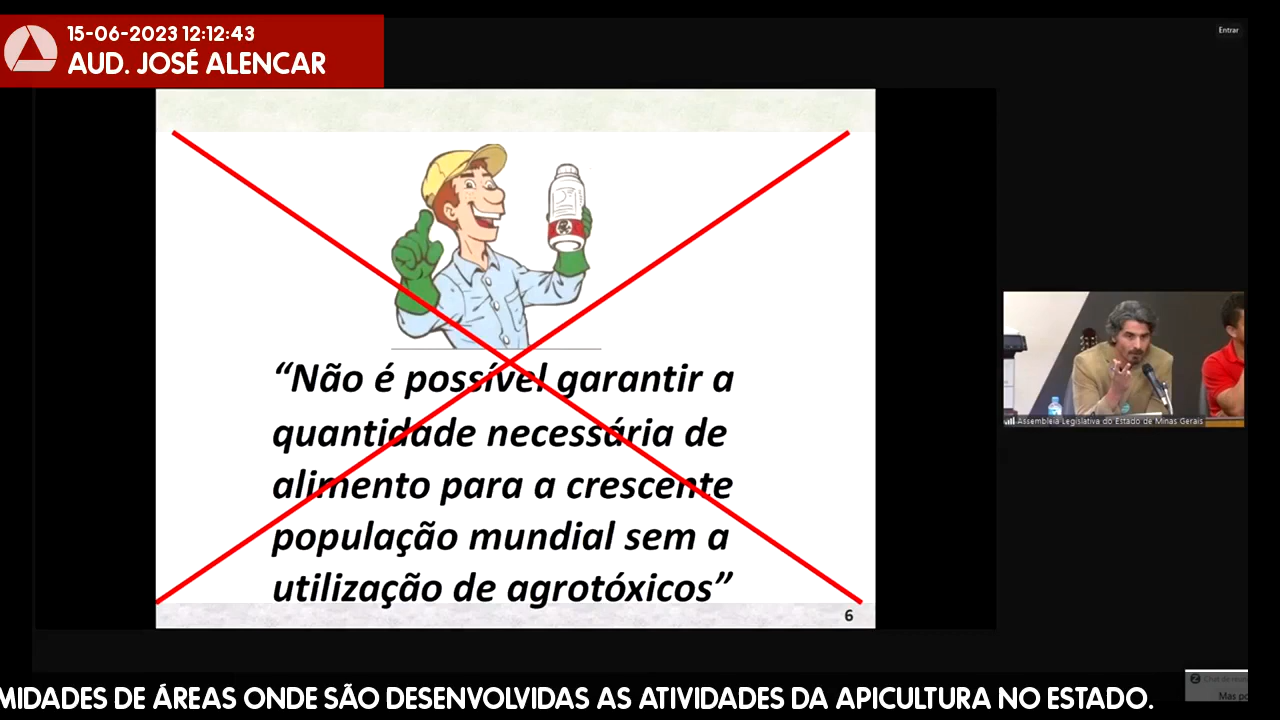 15-06-2023 12:12:43
AUD. JOSÉ ALENCAR
Entrar
“Não é possível garantir a
quantidade necessária de
alimento para a crescente
população mundial sem a
utilização de agrotóxicos”
6
Assembleia Legislativa do Estado de Minas Gerais
Mas
MIDADES DE ÁREAS ONDE SÃO DESENVOLVIDAS AS ATIVIDADES DA APICULTURA NO ESTADO.